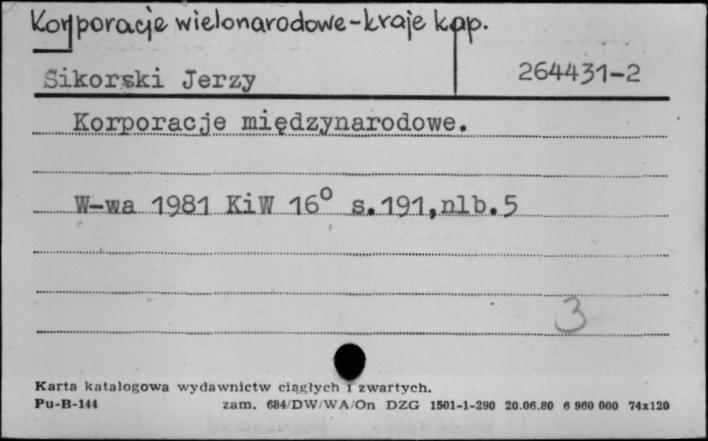 Korporacje wielonarodowe-kraje kap.
Sikorski Jerzy 264431-2
Korporacje międzynarodowe.
W-wa 1981 KiW 16° s.191,nlb.5
3
Karta katalogowa wydawnictw ciągłych i zwartych.
Pu-B-144 zam. 684/DW/WA/On DZG 1501-1-290 20.06.80 6 960 000 74x120